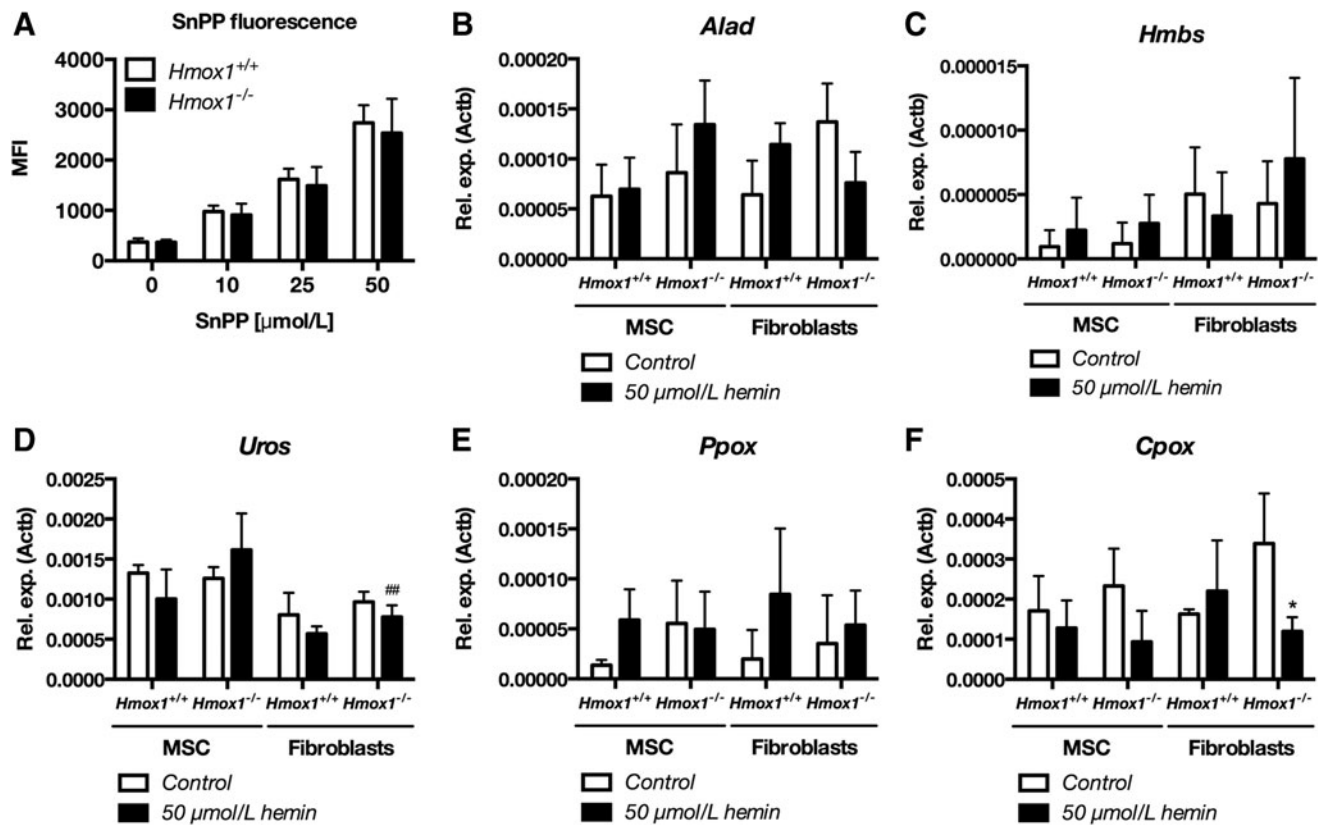 A
SnPP fluorescence
4000
3000
2000
1000
0
MFI
Hmox1+/+
Hmox1-/-
0 10 25 50
SnPP [µmol/L]
B
Alad
0.00020
0.00015
0.00010
0.00005
0.00000
Rel. exp. (Actb)
Hmox1+/+ Hmox1-/- Hmox1+/+ Hmox1-/-
MSC Fibroblasts
Control
50 µmol/L hemin
C
Hmbs
0.000015
0.000010
0.000005
0.000000
Rel. exp. (Actb)
Hmox1+/+ Hmox1-/- Hmox1+/+ Hmox1-/-
MSC Fibroblasts
Control
50 µmol/L hemin
D
Uros
0.0025
0.0020
0.0015
0.0010
0.0005
0.0000
Rel. exp. (Actb)
##
Hmox1+/+ Hmox1-/- Hmox1+/+ Hmox1-/-
MSC Fibroblasts
Control
50 µmol/L hemin
E
Ppox
0.00020
0.00015
0.00010
0.00005
0.00000
Rel. exp. (Actb)
Hmox1+/+ Hmox1-/- Hmox1+/+ Hmox1-/-
MSC Fibroblasts
Control
50 µmol/L hemin
F
Cpox
0.0005
0.0004
0.0003
0.0002
0.0001
0.0000
Rel. exp. (Actb)
*
Hmox1+/+ Hmox1-/- Hmox1+/+ Hmox1-/-
MSC Fibroblasts
Control
50 µmol/L hemin